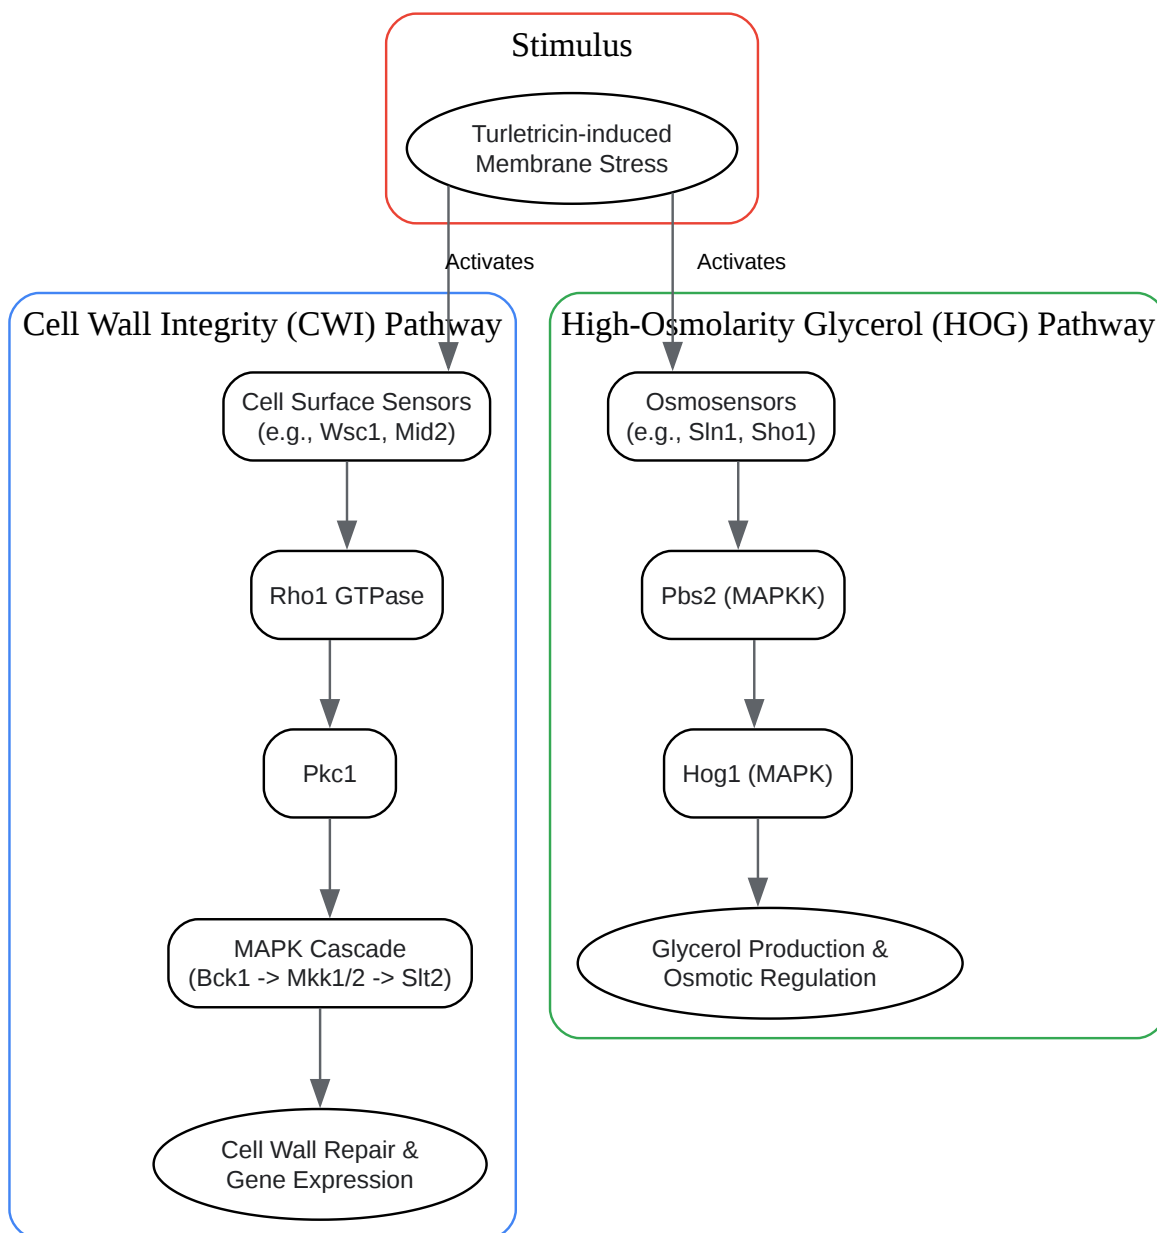 Stimulus
Turletricin-induced
Membrane Stress
Activates
Activates
Cell Wall Integrity (CWI) Pathway
Cell Surface Sensors
(e.g., Wsc1, Mid2)
Rho1 GTPase
Pkc1
MAPK Cascade
(Bck1 -> Mkk1/2 -> Slt2)
Cell Wall Repair &
Gene Expression
High-Osmolarity Glycerol (HOG) Pathway
Osmosensors
(e.g., Sln1, Sho1)
Pbs2 (MAPKK)
Hog1 (MAPK)
Glycerol Production &
Osmotic Regulation